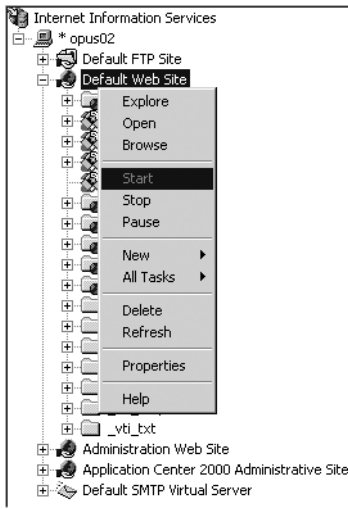 Internet Information Services
* opus02
Default FTP Site
Default Web Site
Explore
Open
Browse
Start
Stop
Pause
New
All Tasks
Delete
Refresh
Properties
Help
_vti_txt
Administration Web Site
Application Center 2000 Administrative Site
Default SMTP Virtual Server